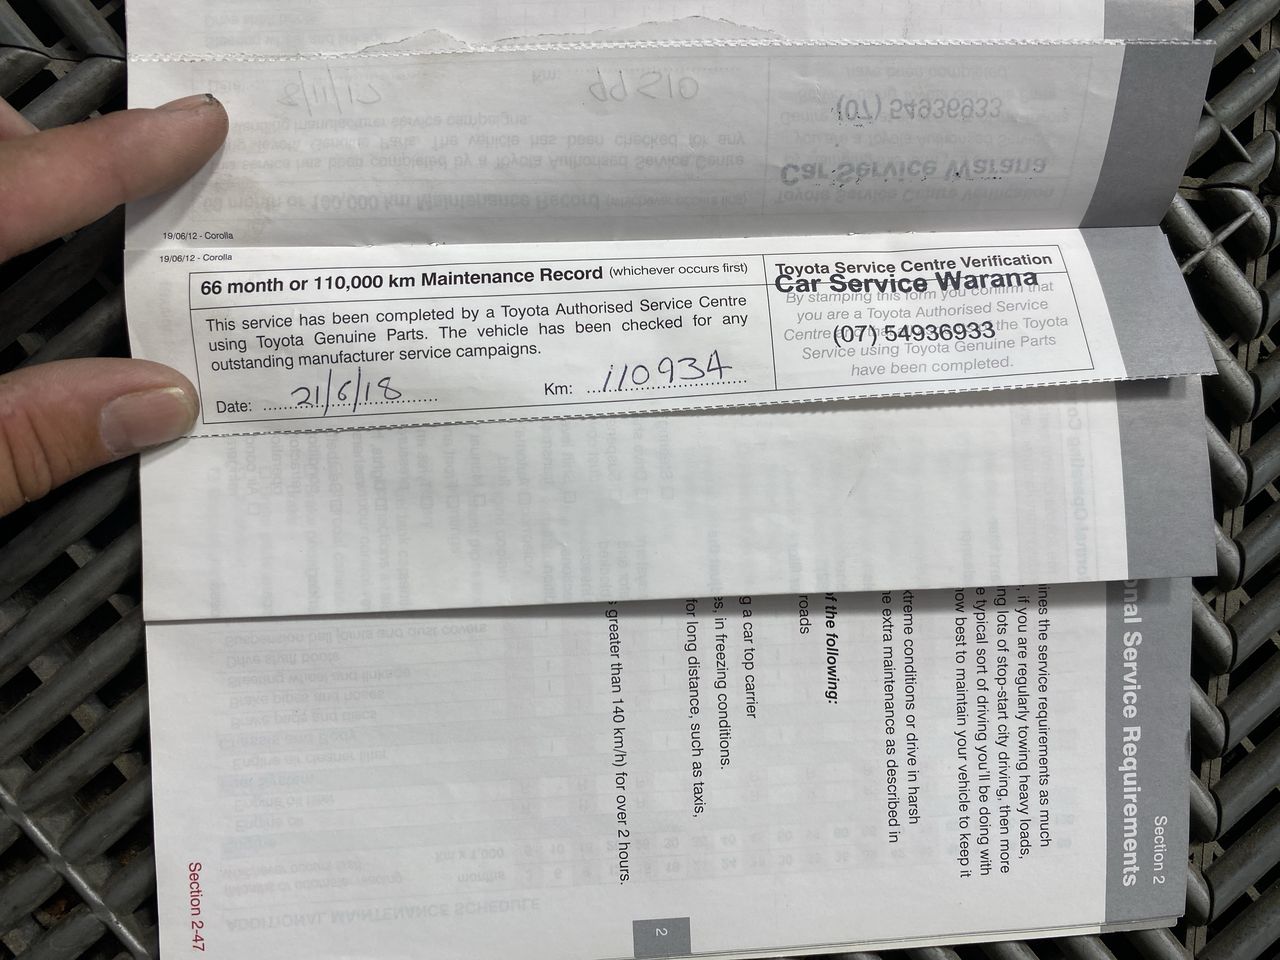 19/06/12 - Corolla
19/06/12 - Corolla
66 month or 110,000 km Maintenance Record (whichever occurs first)
This service has been completed by a Toyota Authorised Service Centre
using Toyota Genuine Parts. The vehicle has been checked for any
outstanding manufacturer service campaigns.
Date: 21/6/18 Km: 110934
Toyota Service Centre Verification
Car Service Warana
By stamping this form you confirm that
you are a Toyota Authorised Service
Centre the Toyota
(07) 54936933
Service using Toyota Genuine Parts
have been completed.
Section 2
onal Service Requirements
ines the service requirements as much
, if you are regularly towing heavy loads,
ng lots of stop-start city driving, then more
e typical sort of driving you'll be doing with
ow best to maintain your vehicle to keep it
xtreme conditions or drive in harsh
he extra maintenance as described in
of the following:
roads
g a car top carrier
es, in freezing conditions.
for long distance, such as taxis,
s greater than 140 km/h) for over 2 hours.
2
Section 2-47